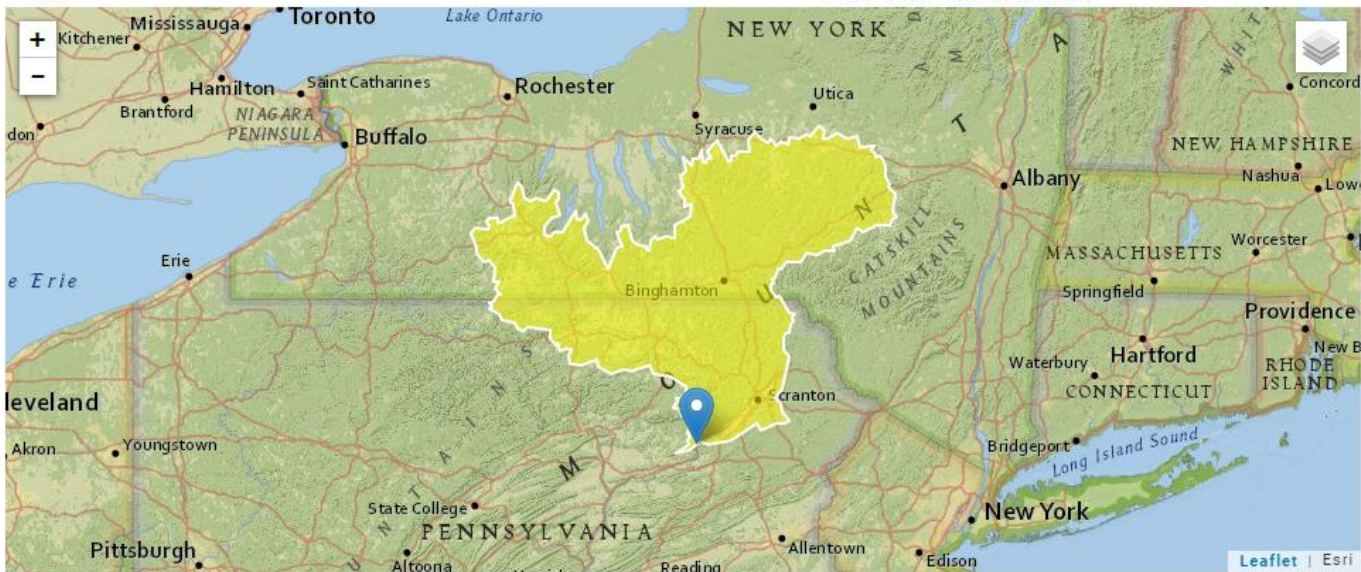 Toronto
Lake Ontario
Mississauga
Kitchener
+
−
Hamilton
Saint Catharines
Rochester
NEW YORK
Utica
Concord
Brantford
NIAGARA
PENINSULA
don
Buffalo
Syracuse
NEW HAMPSHIRE
Nashua
Albany
CATSKILL
MOUNTAINS
MASSACHUSETTS
Worcester
Springfield
Erie
e Erie
Binghamton
Providence
Waterbury
Hartford
CONNECTICUT
RHODE
ISLAND
New B
leveland
Scranton
Akron
Youngstown
Bridgeport
Long Island Sound
State College
PENNSYLVANIA
New York
Pittsburgh
Altoona
Reading
Allentown
Edison
Leaflet | Esri